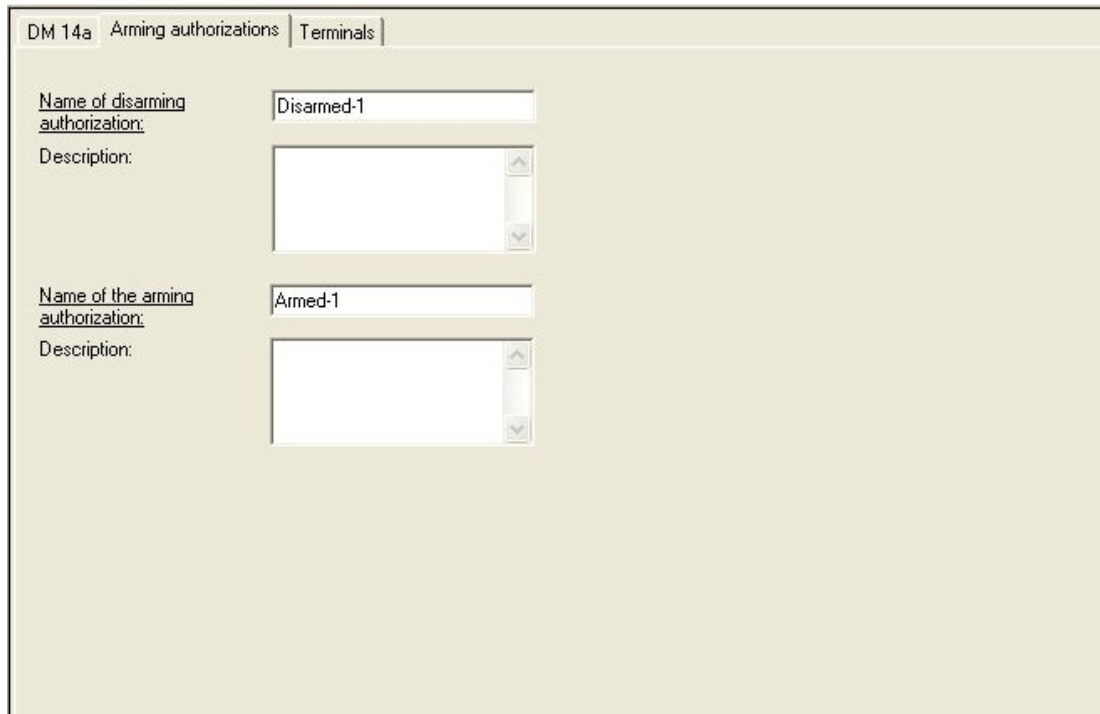 DM 14a Arming authorizations Terminals
Name of disarming
authorization:
Disarmed-1
Description:
Name of the arming
authorization:
Armed-1
Description: